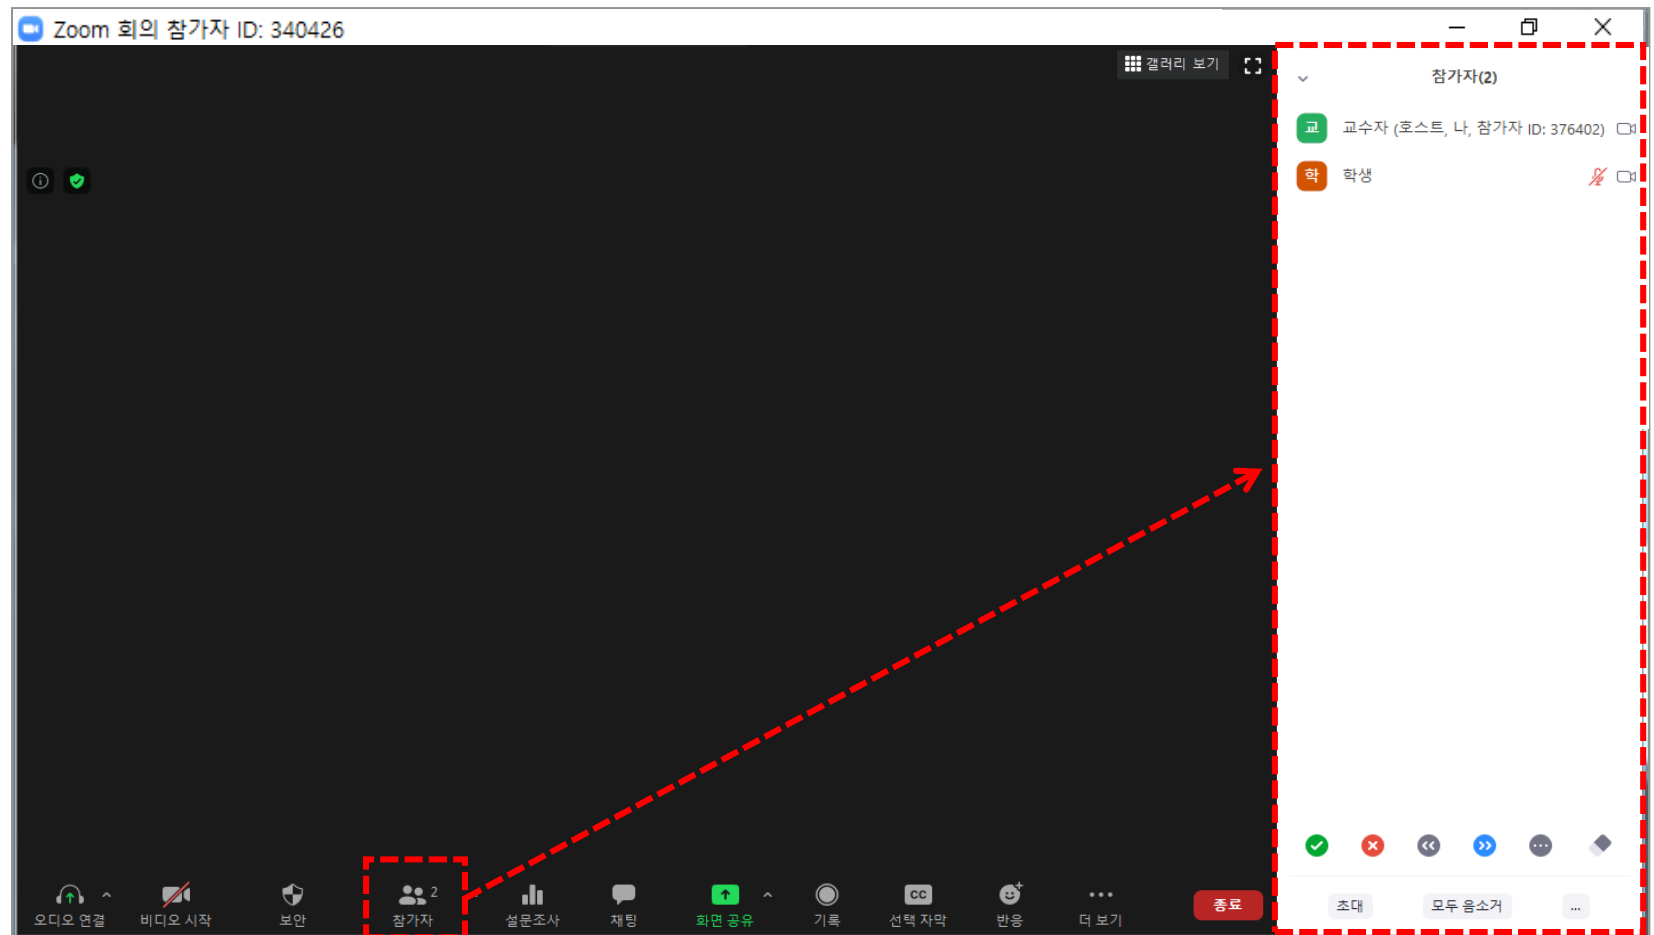 Zoom 회의 참가자 ID: 340426
갤러리 보기
참가자(2)
교 교수자 (호스트, 나, 참가자 ID: 376402)
학 학생
2
오디오 연결 비디오 시작 보안 참가자 설문조사 채팅 화면 공유 기록 CC 선택 자막 반응 더 보기 종료
초대 모두 음소거 ...